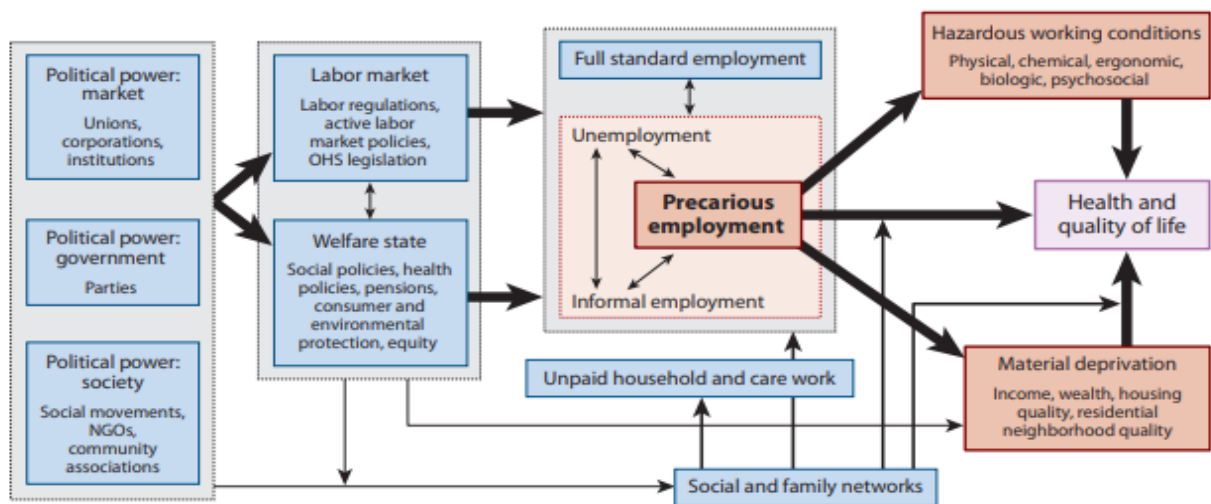 Political power:
market
Unions,
corporations,
institutions
Political power:
government
Parties
Political power:
society
Social movements,
NGOs,
community
associations
Labor market
Labor regulations,
active labor
market policies,
OHS legislation
Welfare state
Social policies, health
policies, pensions,
consumer and
environmental
protection, equity
Full standard employment
Unemployment
Precarious
employment
Informal employment
Unpaid household and care work
Social and family networks
Hazardous working conditions
Physical, chemical, ergonomic,
biologic, psychosocial
Health and
quality of life
Material deprivation
Income, wealth, housing
quality, residential
neighborhood quality